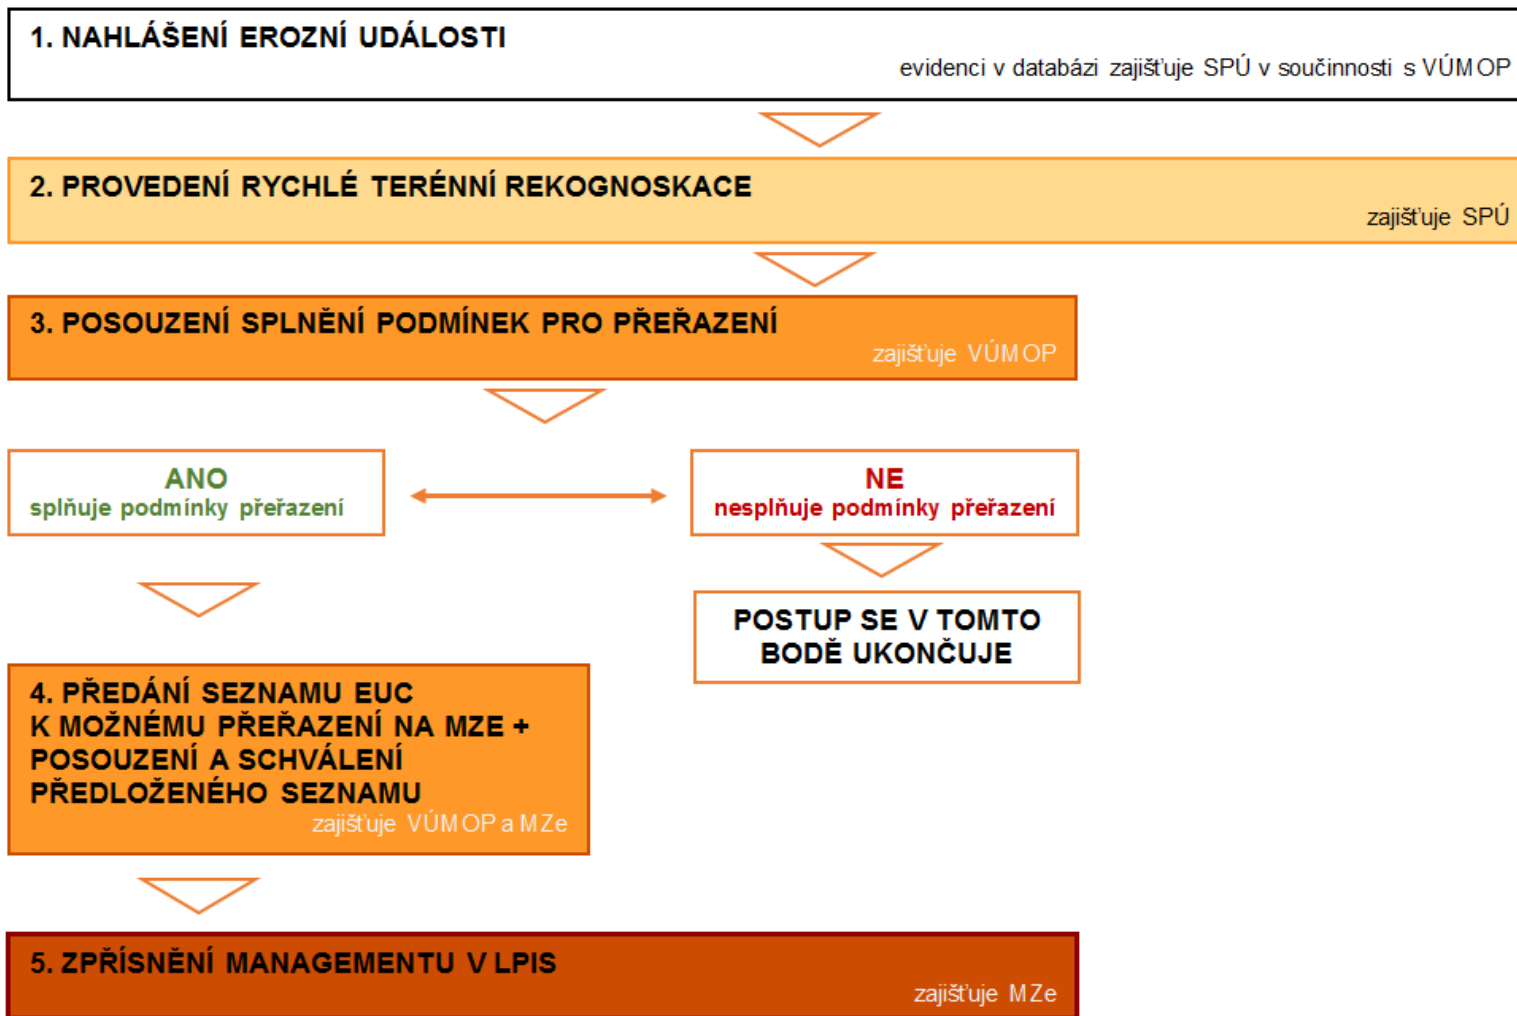 1. NAHLÁŠENÍ EROZNÍ UDÁLOSTI
evidenci v databázi zajišťuje SPÚ v součinnosti s VÚMOP
2. PROVEDENÍ RYCHLÉ TERÉNNÍ REKOGNOSKACE
zajišťuje SPÚ
3. POSOUZENÍ SPLNĚNÍ PODMÍNEK PRO PŘEŘAZENÍ
zajišťuje VÚMOP
ANO
splňuje podmínky přeřazení
NE
nesplňuje podmínky přeřazení
POSTUP SE V TOMTO
BODĚ UKONČUJE
4. PŘEDÁNÍ SEZNAMU EUC
K MOŽNÉMU PŘEŘAZENÍ NA MZE +
POSOUZENÍ A SCHVÁLENÍ
PŘEDLOŽENÉHO SEZNAMU
zajišťuje VÚMOP a MZe
5. ZPŘÍSNĚNÍ MANAGEMENTU V LPIS
zajišťuje MZe